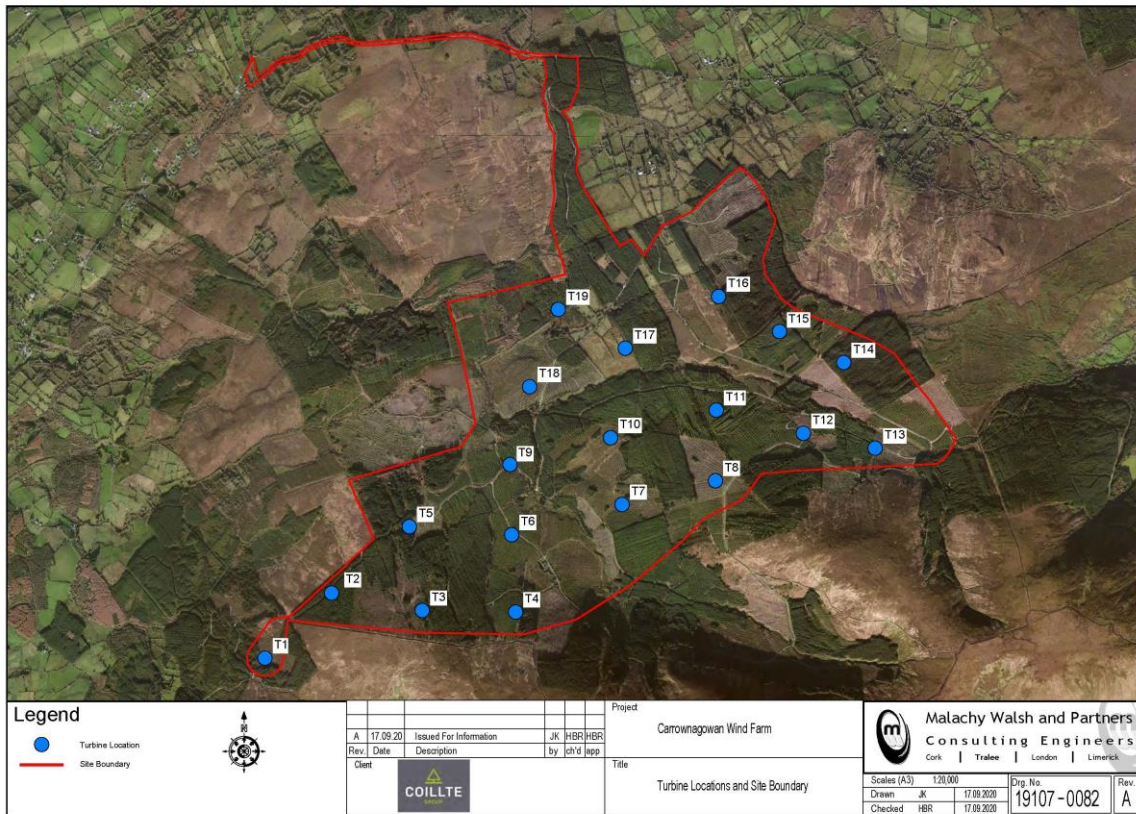 T19
T16
T15
T17
T14
T18
T11
T10
T12
T13
T9
T8
T7
T5
T6
T2
T3
T4
T1
Legend
N
Turbine Location
Site Boundary
A 17.09.20 Issued For Information JK HBR HBR
Rev. Date Description by ch'd app
Client
COILLTE
GROUP
Project
Carrownagowan Wind Farm
Title
Turbine Locations and Site Boundary
m
Malachy Walsh and Partners
Consulting Engineers
Cork | Tralee | London | Limerick
Scales (A3) 1:20,000
Drawn JK 17.09.2020
Checked HBR 17.09.2020
Drg. No.
19107-0082
Rev.
A